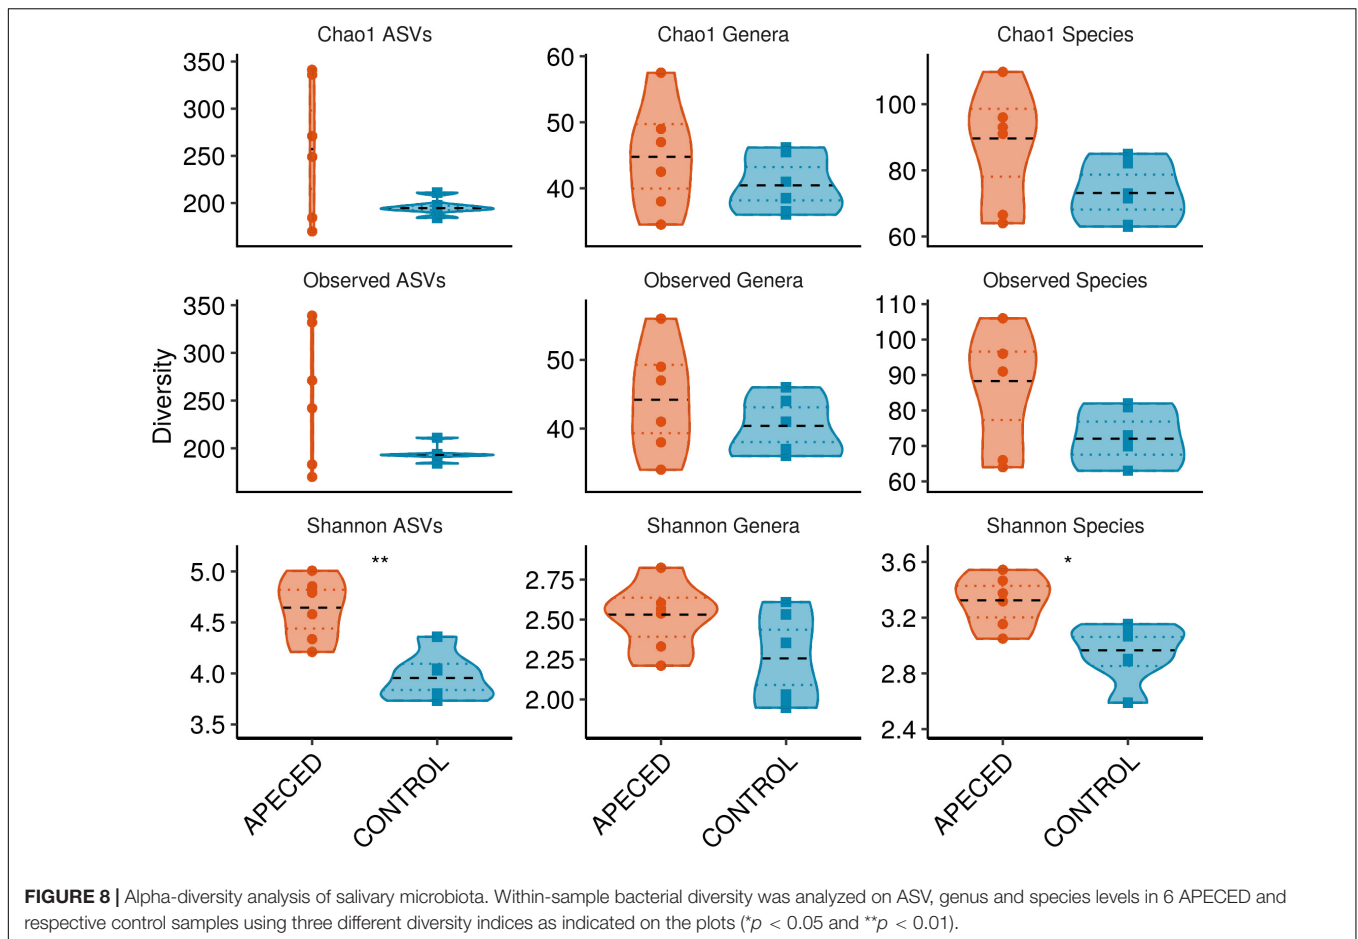 Chao1 ASVs
Chao1 Genera
Chao1 Species
350
300
250
200
60
50
40
100
80
60
Observed ASVs
Observed Genera
Observed Species
Diversity
350
300
250
200
50
40
110
100
90
80
70
60
Shannon ASVs
Shannon Genera
Shannon Species
**
*
5.0
4.5
4.0
3.5
2.75
2.50
2.25
2.00
3.6
3.2
2.8
2.4
APECED
CONTROL
APECED
CONTROL
APECED
CONTROL
FIGURE 8 | Alpha-diversity analysis of salivary microbiota. Within-sample bacterial diversity was analyzed on ASV, genus and species levels in 6 APECED and
respective control samples using three different diversity indices as indicated on the plots (*p < 0.05 and **p < 0.01).